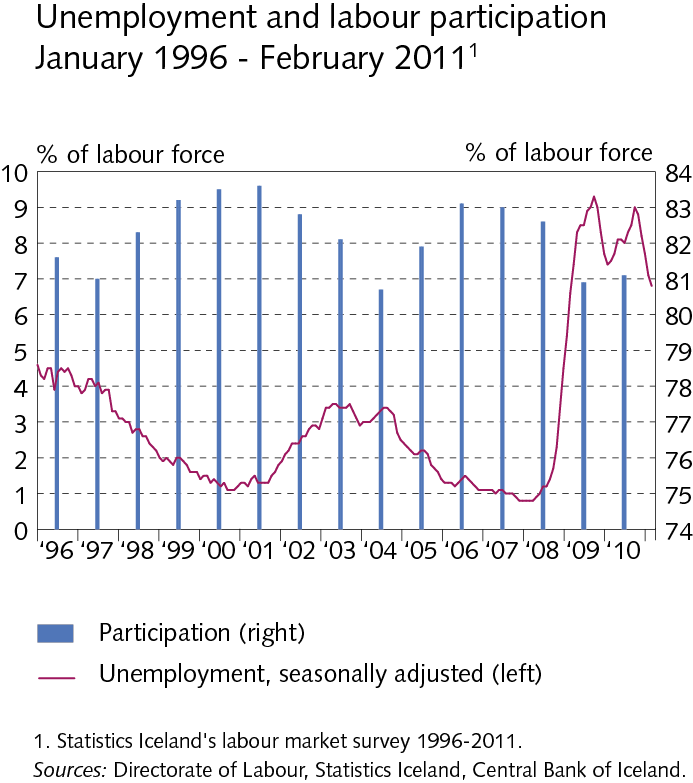 Unemployment and labour participation
January 1996 - February 2011¹
% of labour force
% of labour force
10
9
8
7
6
5
4
3
2
1
0
84
83
82
81
80
79
78
77
76
75
74
‘96 ‘97 ‘98 ‘99 ‘00 ‘01 ‘02 ‘03 ‘04 ‘05 ‘06 ‘07 ‘08 ‘09 ‘10
Participation (right)
Unemployment, seasonally adjusted (left)
1. Statistics Iceland's labour market survey 1996-2011.
Sources: Directorate of Labour, Statistics Iceland, Central Bank of Iceland.